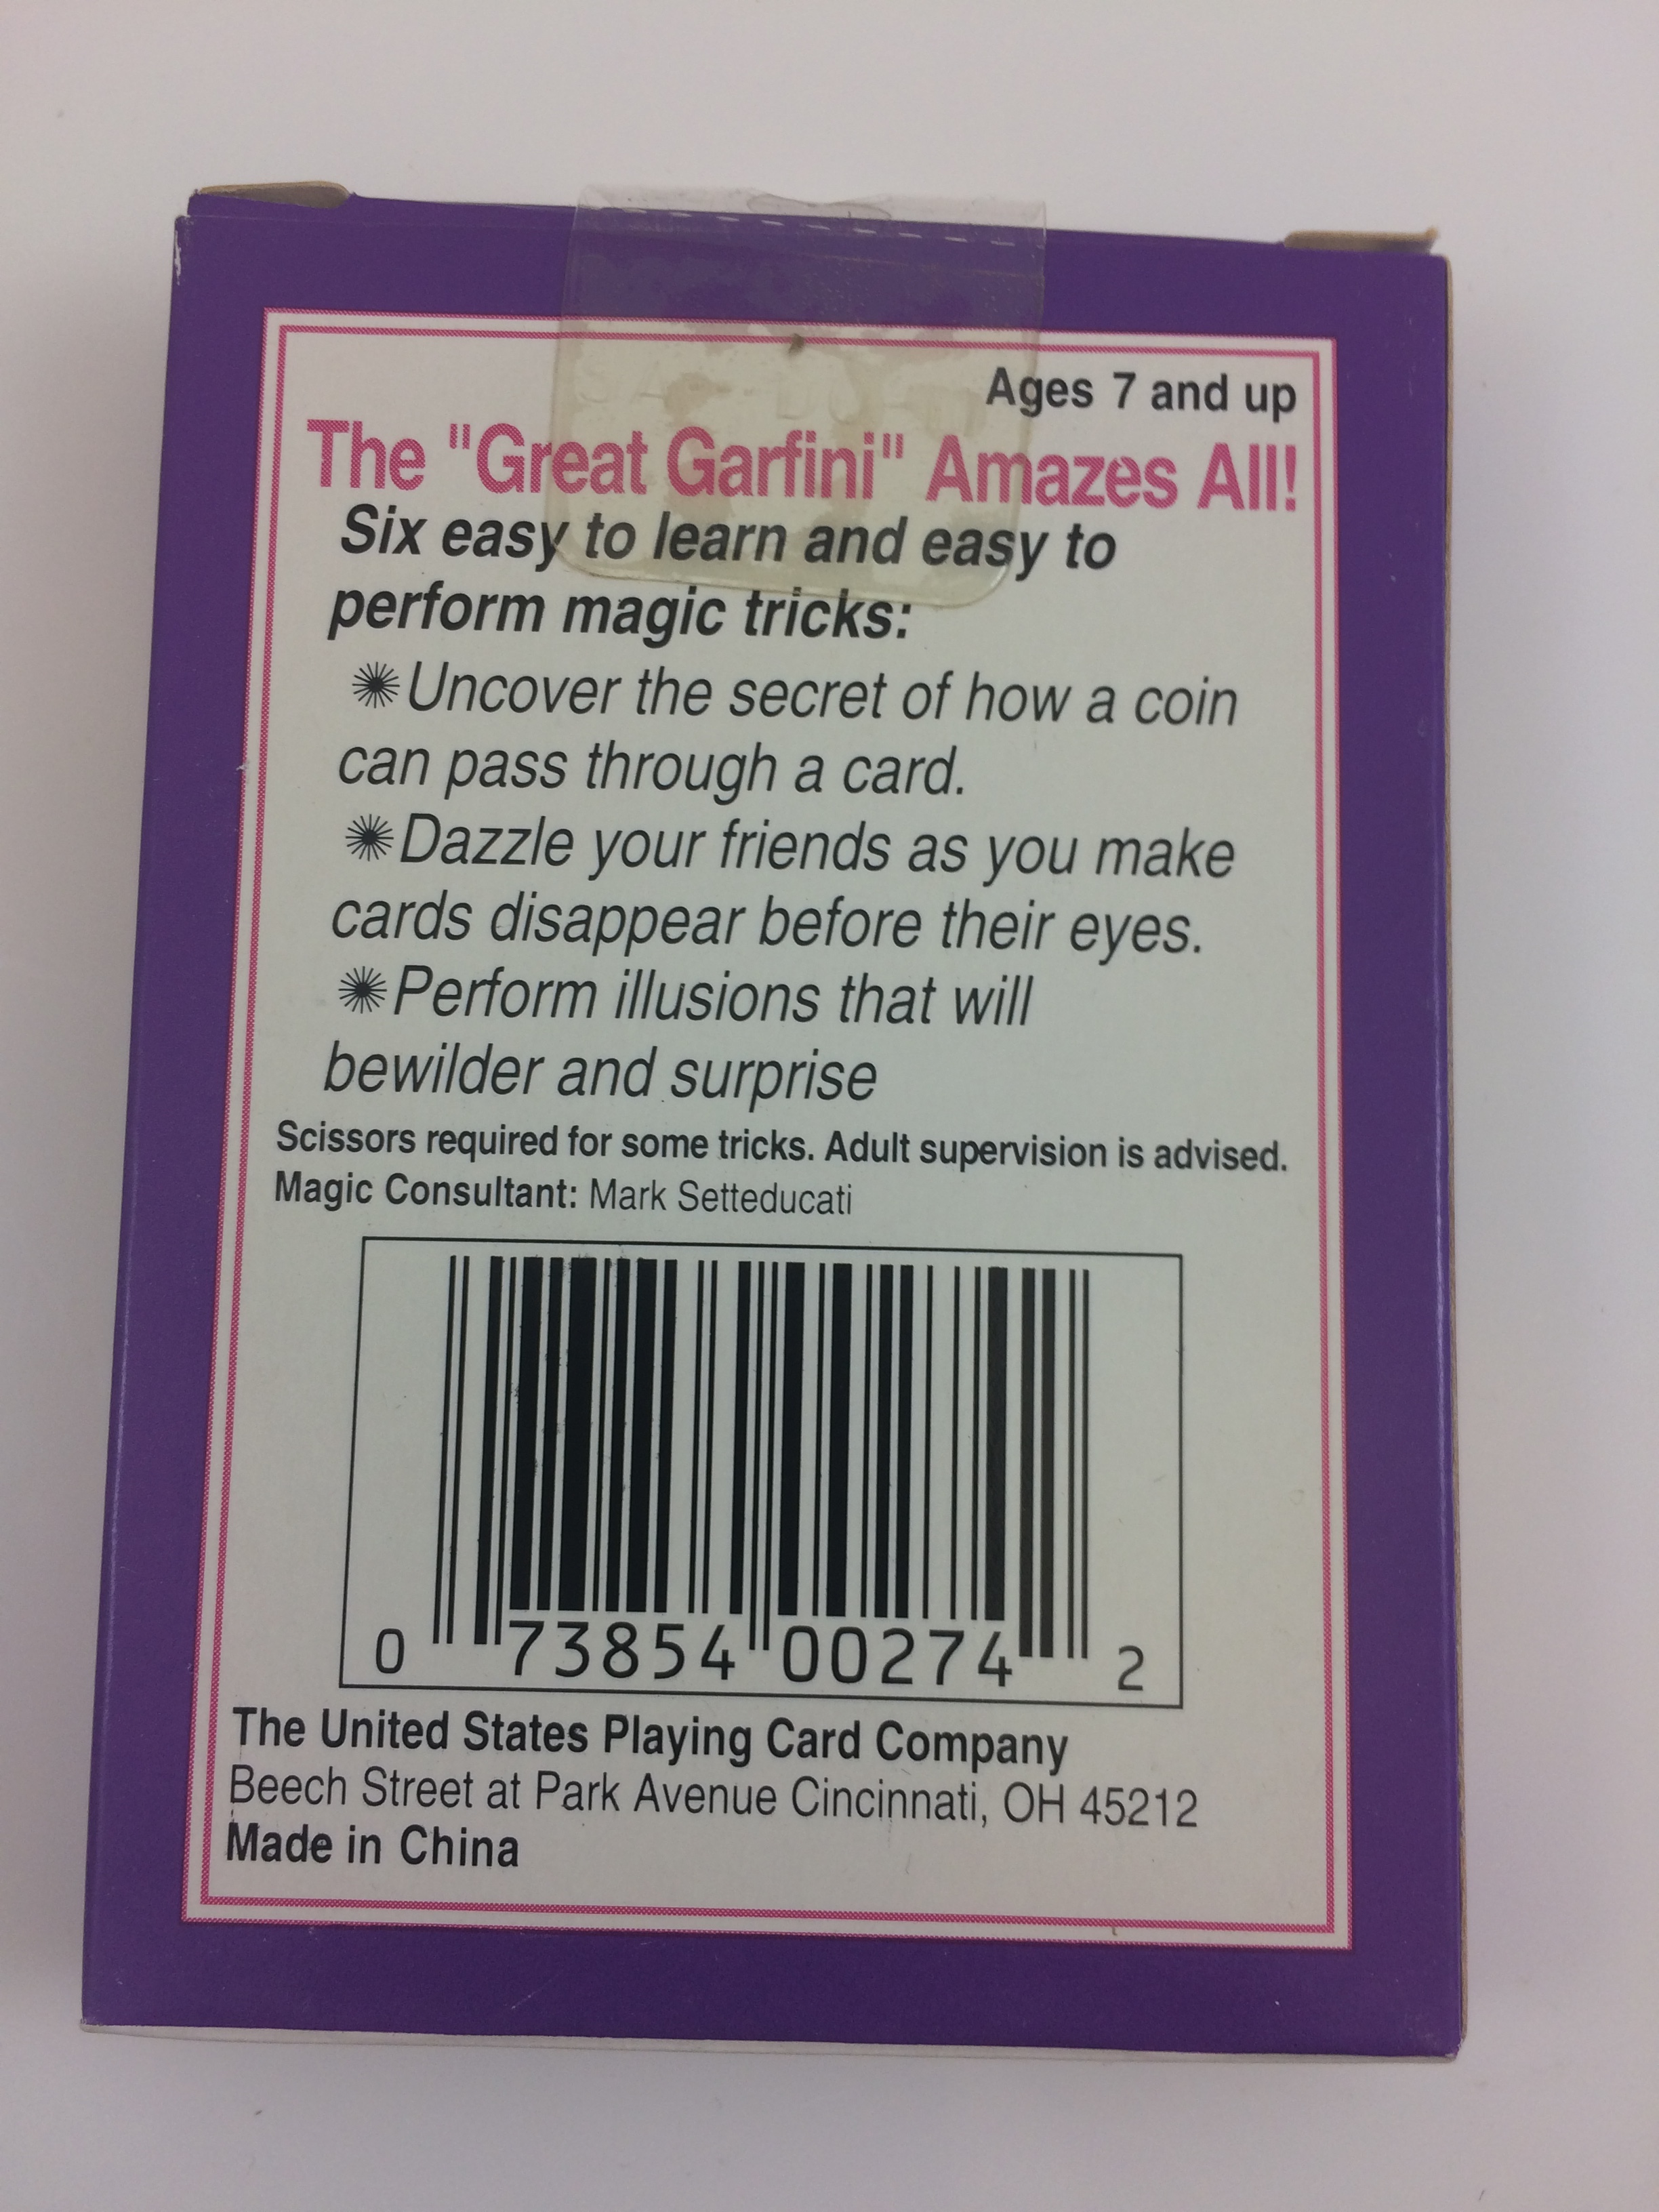 Ages 7 and up
The "Great Garfini" Amazes All!
Six easy to learn and easy to
perform magic tricks:
Uncover the secret of how a coin
can pass through a card.
Dazzle your friends as you make
cards disappear before their eyes.
Perform illusions that will
bewilder and surprise
Scissors required for some tricks. Adult supervision is advised.
Magic Consultant: Mark Setteducati
0 73854 00274 2
The United States Playing Card Company
Beech Street at Park Avenue Cincinnati, OH 45212
Made in China